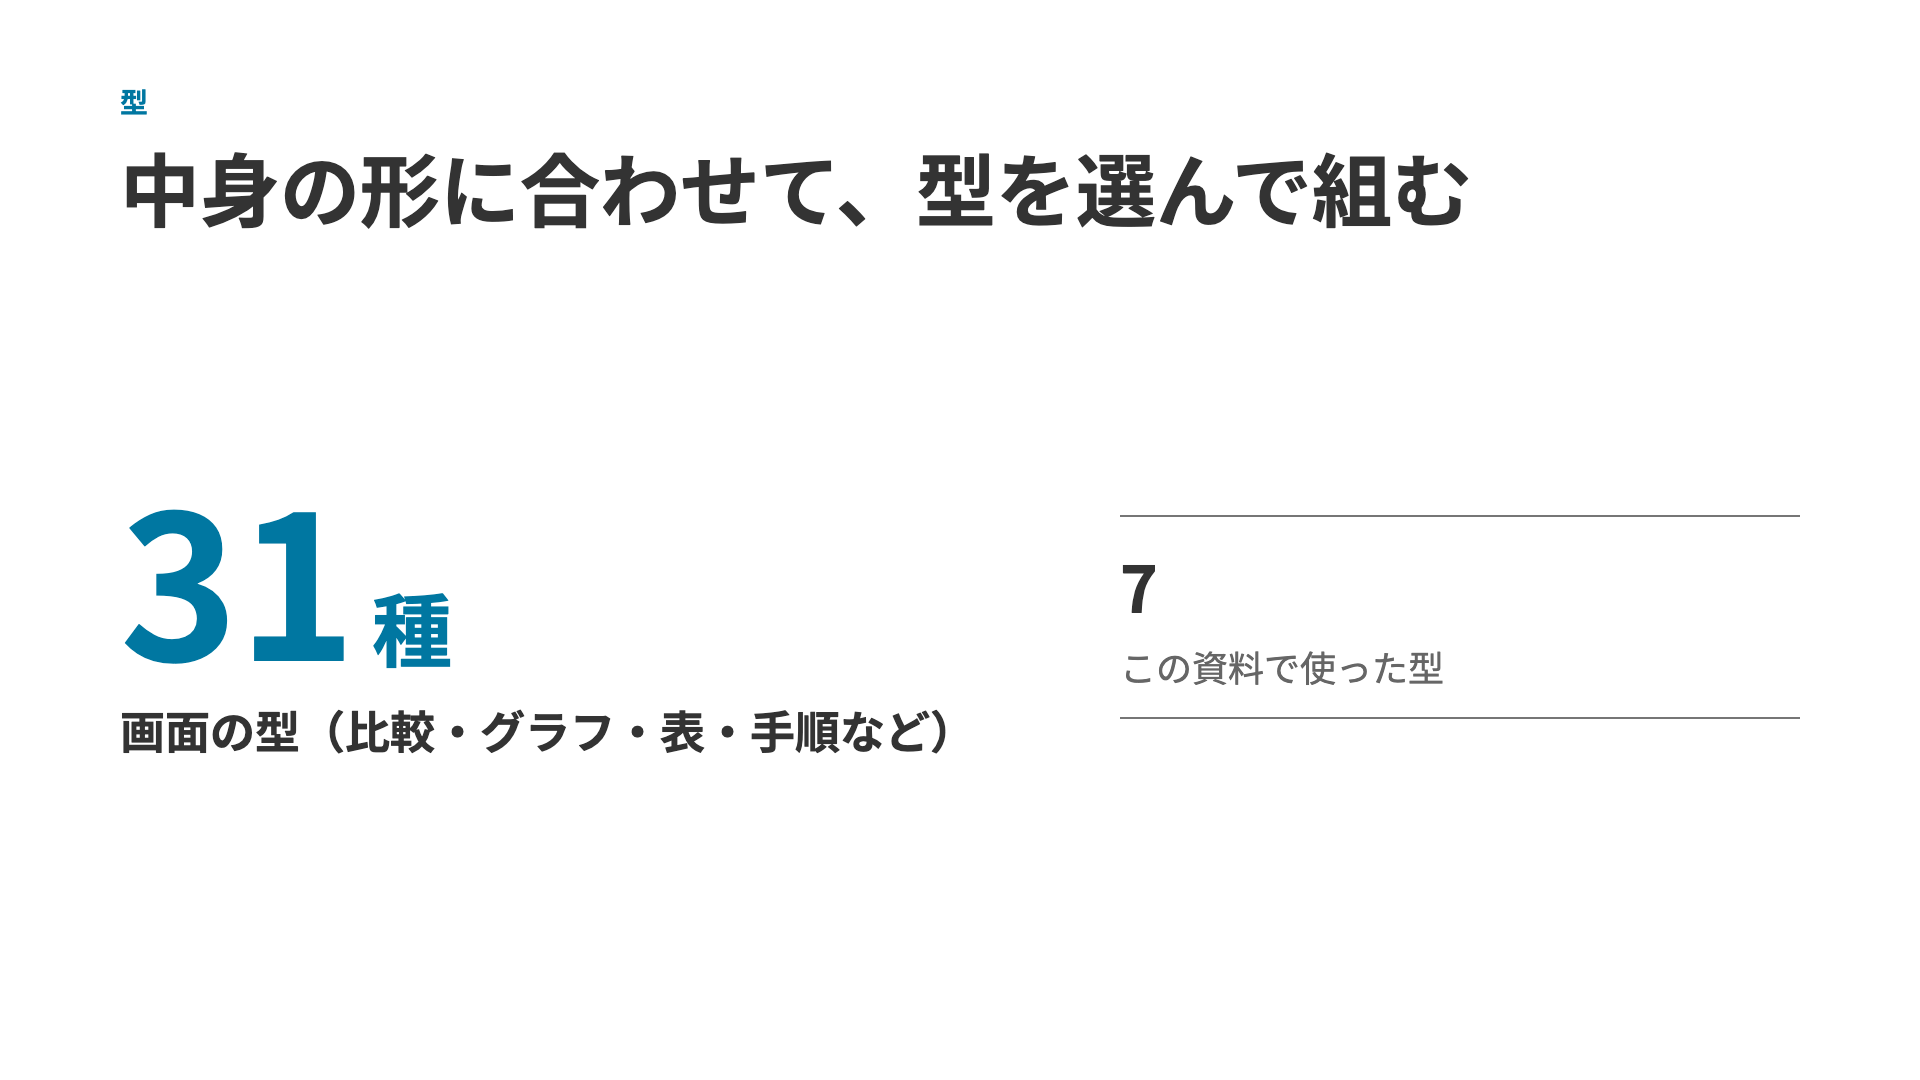 型
中身の形に合わせて、型を選んで組む
31 種
画面の型（比較・グラフ・表・手順など）
7
この資料で使った型